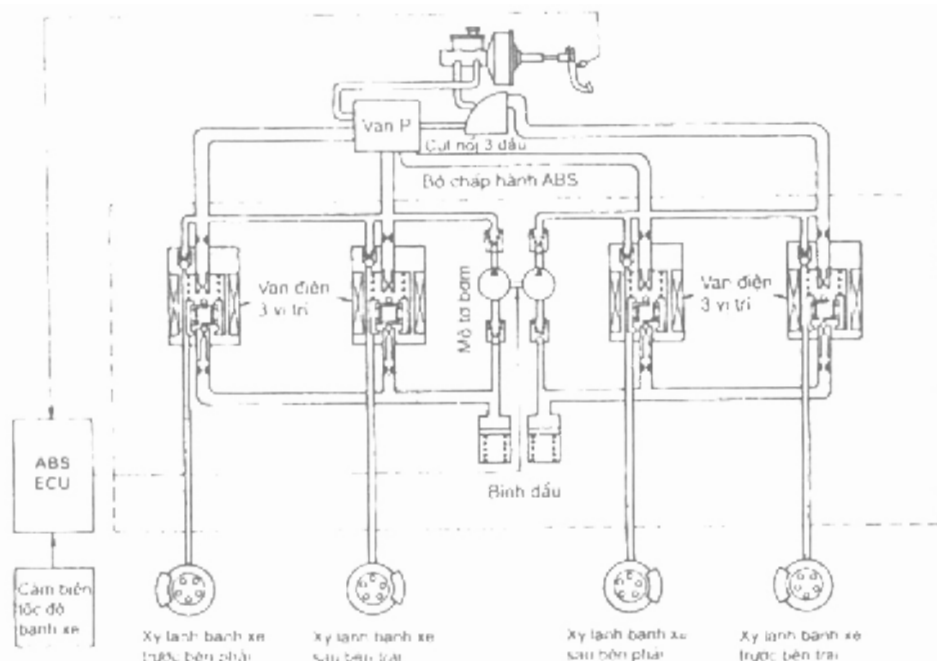 Van P
Cút nối 3 dầu
Bộ chấp hành ABS
Van điện
3 vị trí
Mô tơ bơm
Van điện
3 vị trí
ABS
ECU
Bình dầu
Cảm biến
tốc độ
bánh xe
Xy lanh bánh xe
trước bên phải
Xy lanh bánh xe
sau bên trái
Xy lanh bánh xe
sau bên phải
Xy lanh bánh xe
trước bên trái